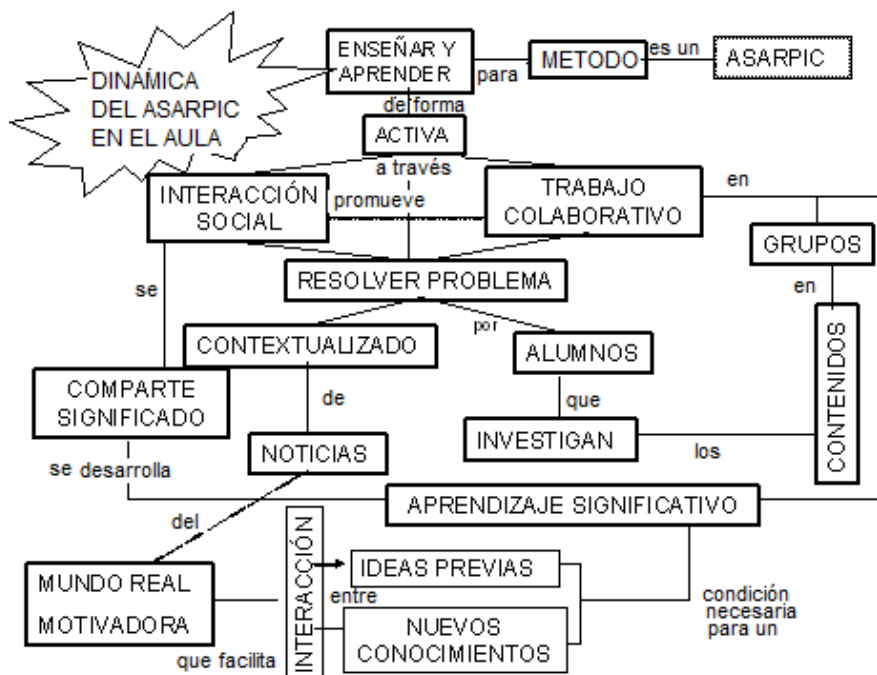 DINÁMICA
DEL ASARPIC
EN EL AULA
ENSEÑAR Y
APRENDER
para
METODO
es un
ASARPIC
de forma
ACTIVA
a través
INTERACCIÓN
SOCIAL
promueve
TRABAJO
COLABORATIVO
en
GRUPOS
se
RESOLVER PROBLEMA
en
por
CONTEXTUALIZADO
ALUMNOS
CONTENIDOS
COMPARTE
SIGNIFICADO
de
que
NOTICIAS
INVESTIGAN
los
se desarrolla
APRENDIZAJE SIGNIFICATIVO
del
MUNDO REAL
MOTIVADORA
que facilita
INTERACCIÓN
entre
IDEAS PREVIAS
NUEVOS
CONOCIMIENTOS
condición
necesaria
para un